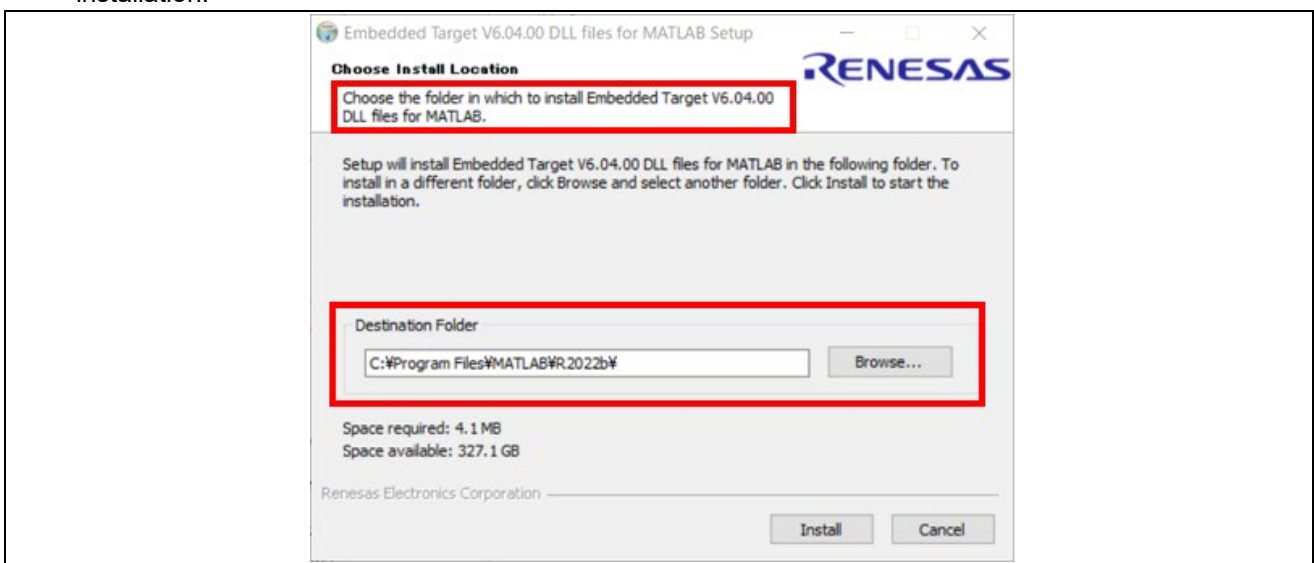 installation.
Embedded Target V6.04.00 DLL files for MATLAB Setup
RENESAS
Choose Install Location
Choose the folder in which to install Embedded Target V6.04.00
DLL files for MATLAB.
Setup will install Embedded Target V6.04.00 DLL files for MATLAB in the following folder. To
install in a different folder, click Browse and select another folder. Click Install to start the
installation.
Destination Folder
C:¥Program Files¥MATLAB¥R2022b¥
Browse...
Space required: 4.1 MB
Space available: 327.1 GB
Renesas Electronics Corporation
Install
Cancel